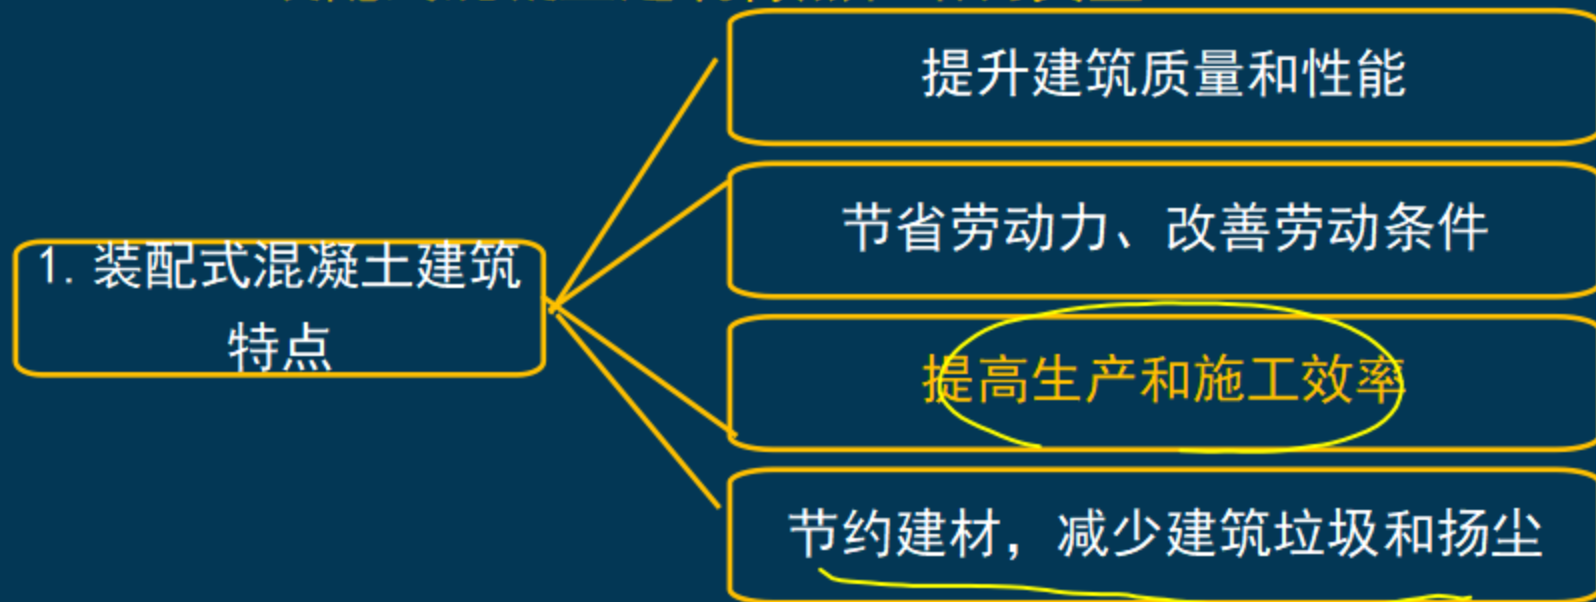 提升建筑质量和性能
节省劳动力、改善劳动条件
1. 装配式混凝土建筑
特点
提高生产和施工效率
节约建材，减少建筑垃圾和扬尘